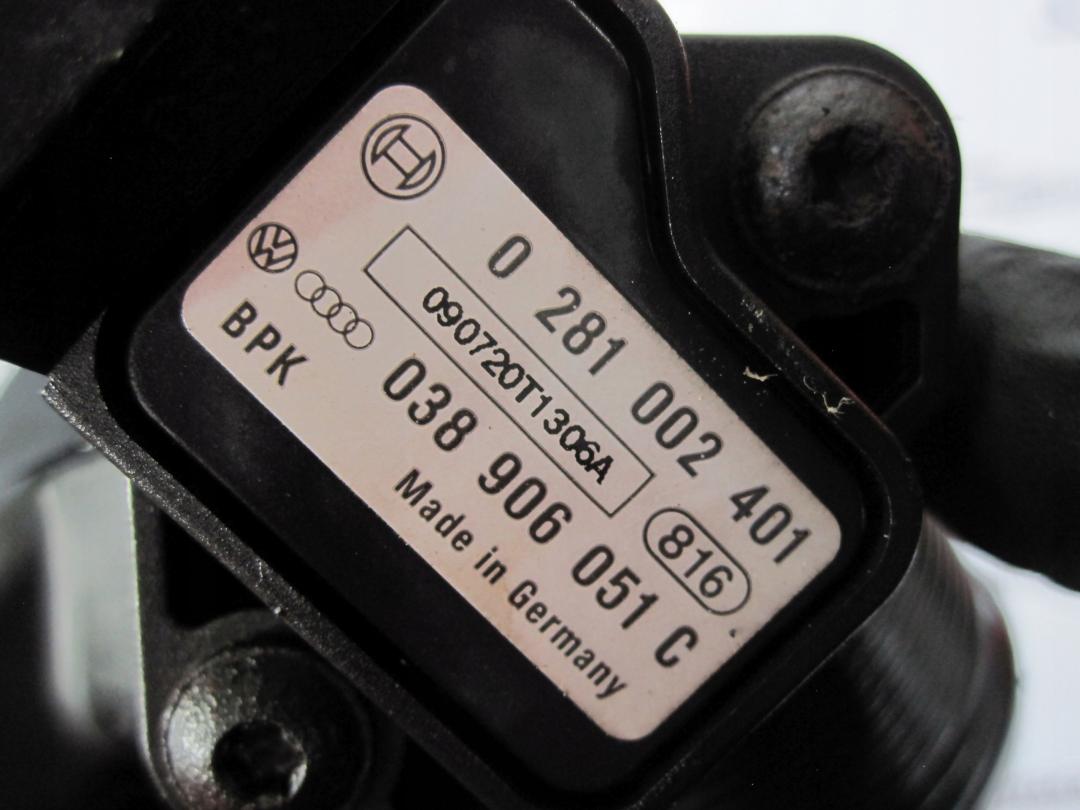 0 281 002 401
090720T1306A
816
BPK
038 906 051 C
Made in Germany